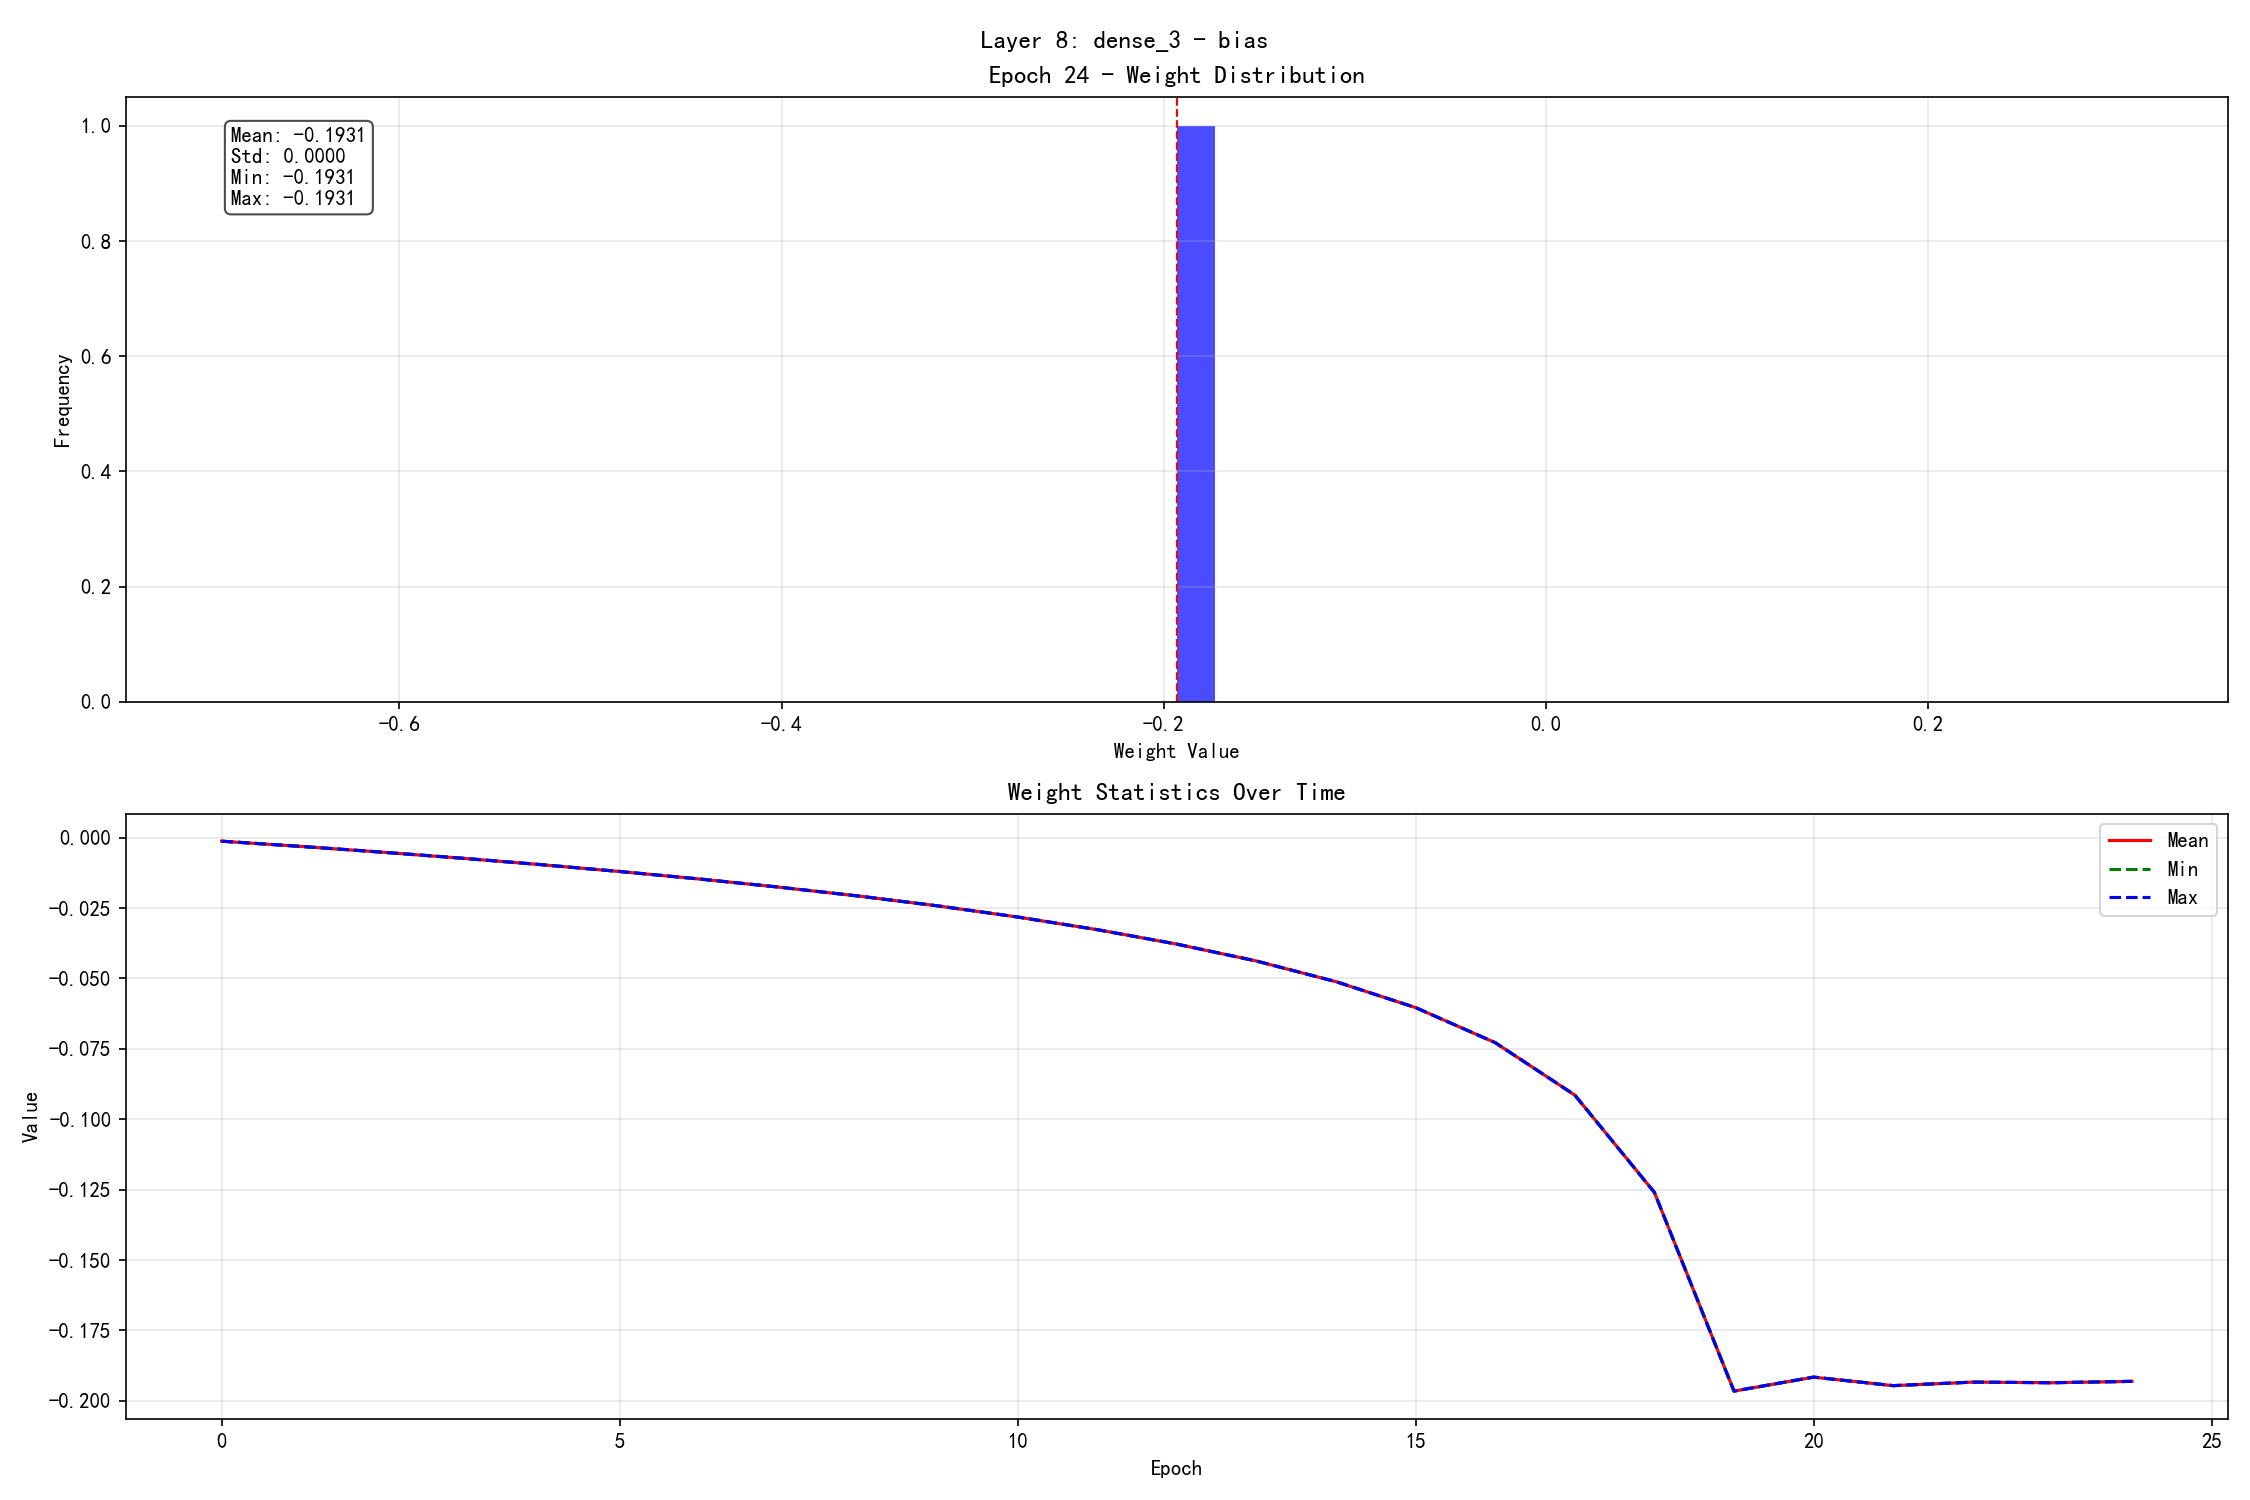 Layer 8: dense_3 - bias
Epoch 24 - Weight Distribution
Mean: -0.1931
Std: 0.0000
Min: -0.1931
Max: -0.1931
1.0
0.8
0.6
0.4
0.2
0.0
Frequency
-0.6 -0.4 -0.2 0.0 0.2
Weight Value
Weight Statistics Over Time
Mean
Min
Max
0.000
-0.025
-0.050
-0.075
-0.100
-0.125
-0.150
-0.175
-0.200
Value
0 5 10 15 20 25
Epoch